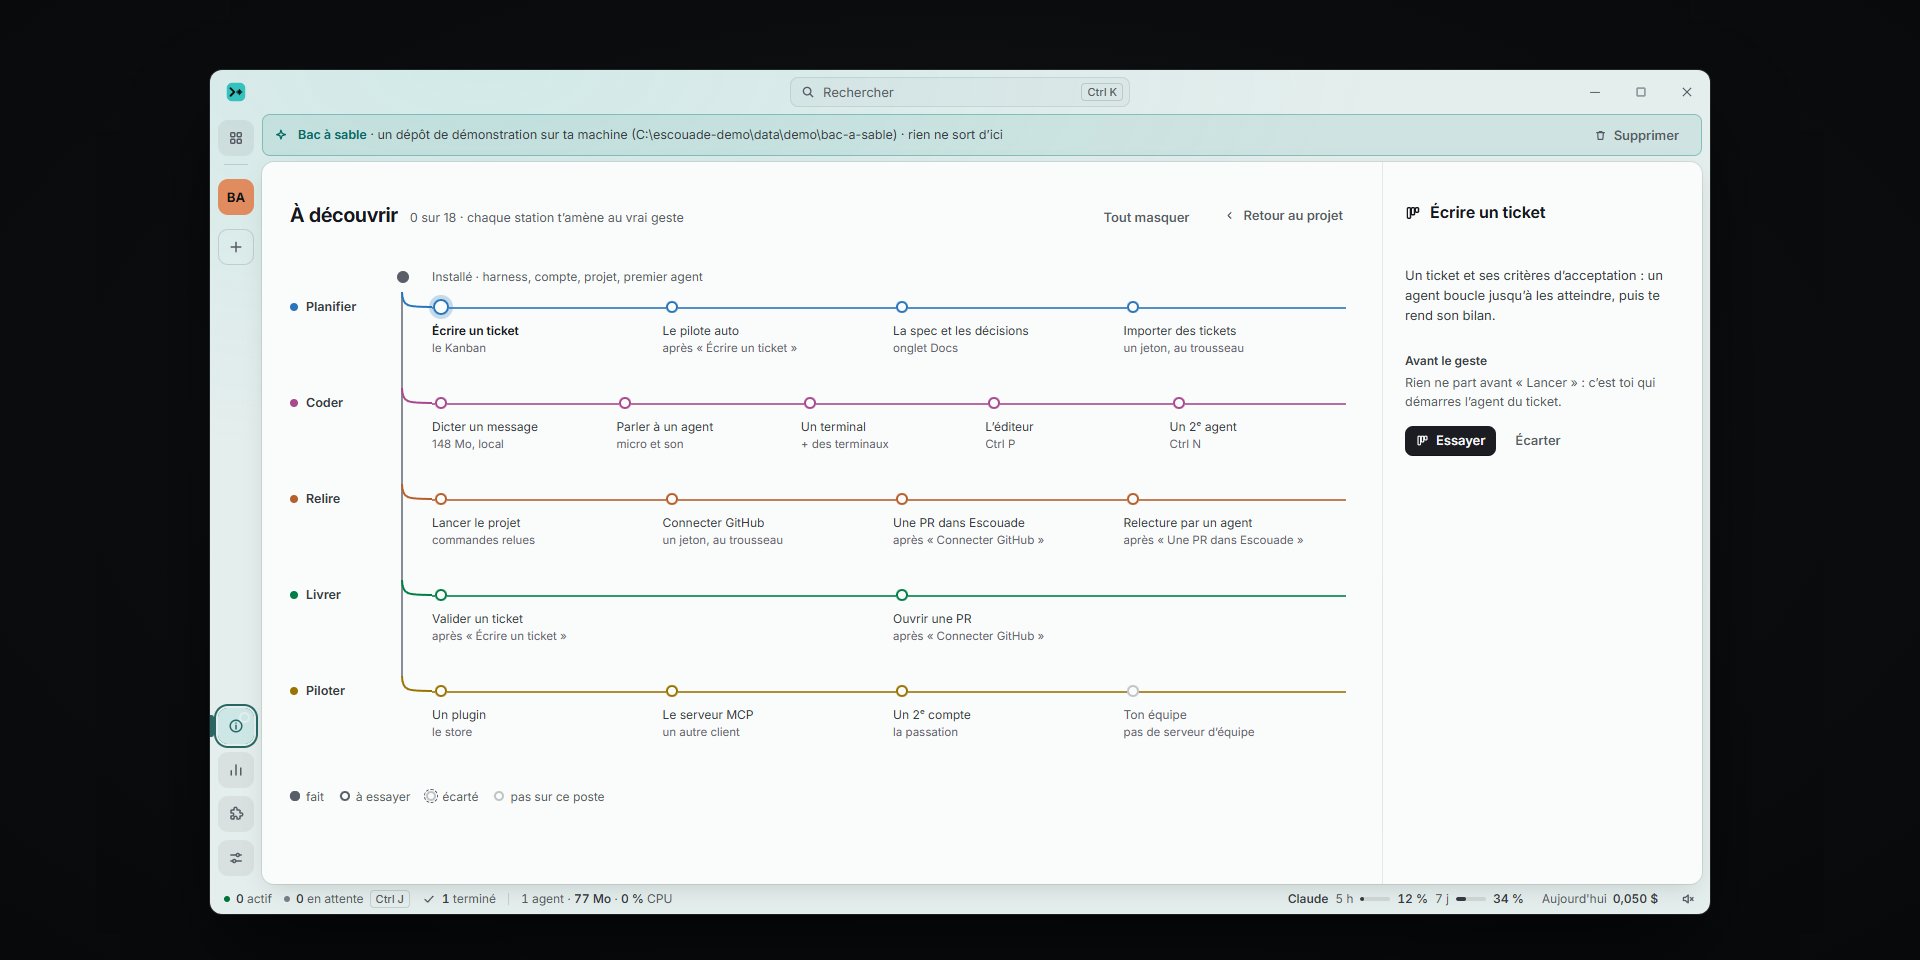 Rechercher
Ctrl K
Bac à sable · un dépôt de démonstration sur ta machine (C:\escouade-demo\data\demo\bac-a-sable) · rien ne sort d'ici
Supprimer
BA
À découvrir
0 sur 18 · chaque station t'amène au vrai geste
Tout masquer
Retour au projet
Installé · harness, compte, projet, premier agent
Planifier
Écrire un ticket
le Kanban
Le pilote auto
après « Écrire un ticket »
La spec et les décisions
onglet Docs
Importer des tickets
un jeton, au trousseau
Coder
Dicter un message
148 Mo, local
Parler à un agent
micro et son
Un terminal
+ des terminaux
L'éditeur
Ctrl P
Un 2ᵉ agent
Ctrl N
Relire
Lancer le projet
commandes relues
Connecter GitHub
un jeton, au trousseau
Une PR dans Escouade
après « Connecter GitHub »
Relecture par un agent
après « Une PR dans Escouade »
Livrer
Valider un ticket
après « Écrire un ticket »
Ouvrir une PR
après « Connecter GitHub »
Piloter
Un plugin
le store
Le serveur MCP
un autre client
Un 2ᵉ compte
la passation
Ton équipe
pas de serveur d'équipe
fait
à essayer
écarté
pas sur ce poste
Écrire un ticket
Un ticket et ses critères d'acceptation : un
agent boucle jusqu'à les atteindre, puis te
rend son bilan.
Avant le geste
Rien ne part avant « Lancer » : c'est toi qui
démarres l'agent du ticket.
Essayer
Écarter
0 actif
0 en attente
Ctrl J
1 terminé
1 agent · 77 Mo · 0 % CPU
Claude 5 h 12 % 7 j 34 %
Aujourd'hui 0,050 $